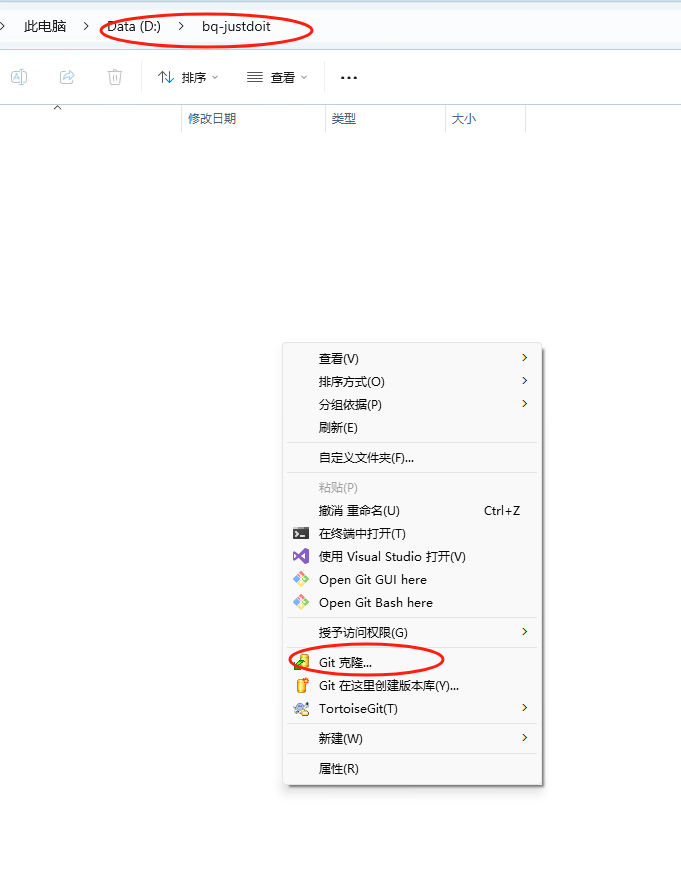 此电脑 > Data (D:) > bq-justdoit
排序 查看 ...
修改日期 类型 大小
查看(V)
排序方式(O)
分组依据(P)
刷新(E)
自定义文件夹(F)...
粘贴(P)
撤消 重命名(U) Ctrl+Z
在终端中打开(T)
使用 Visual Studio 打开(V)
Open Git GUI here
Open Git Bash here
授予访问权限(G)
Git 克隆...
Git 在这里创建版本库(Y)...
TortoiseGit(T)
新建(W)
属性(R)